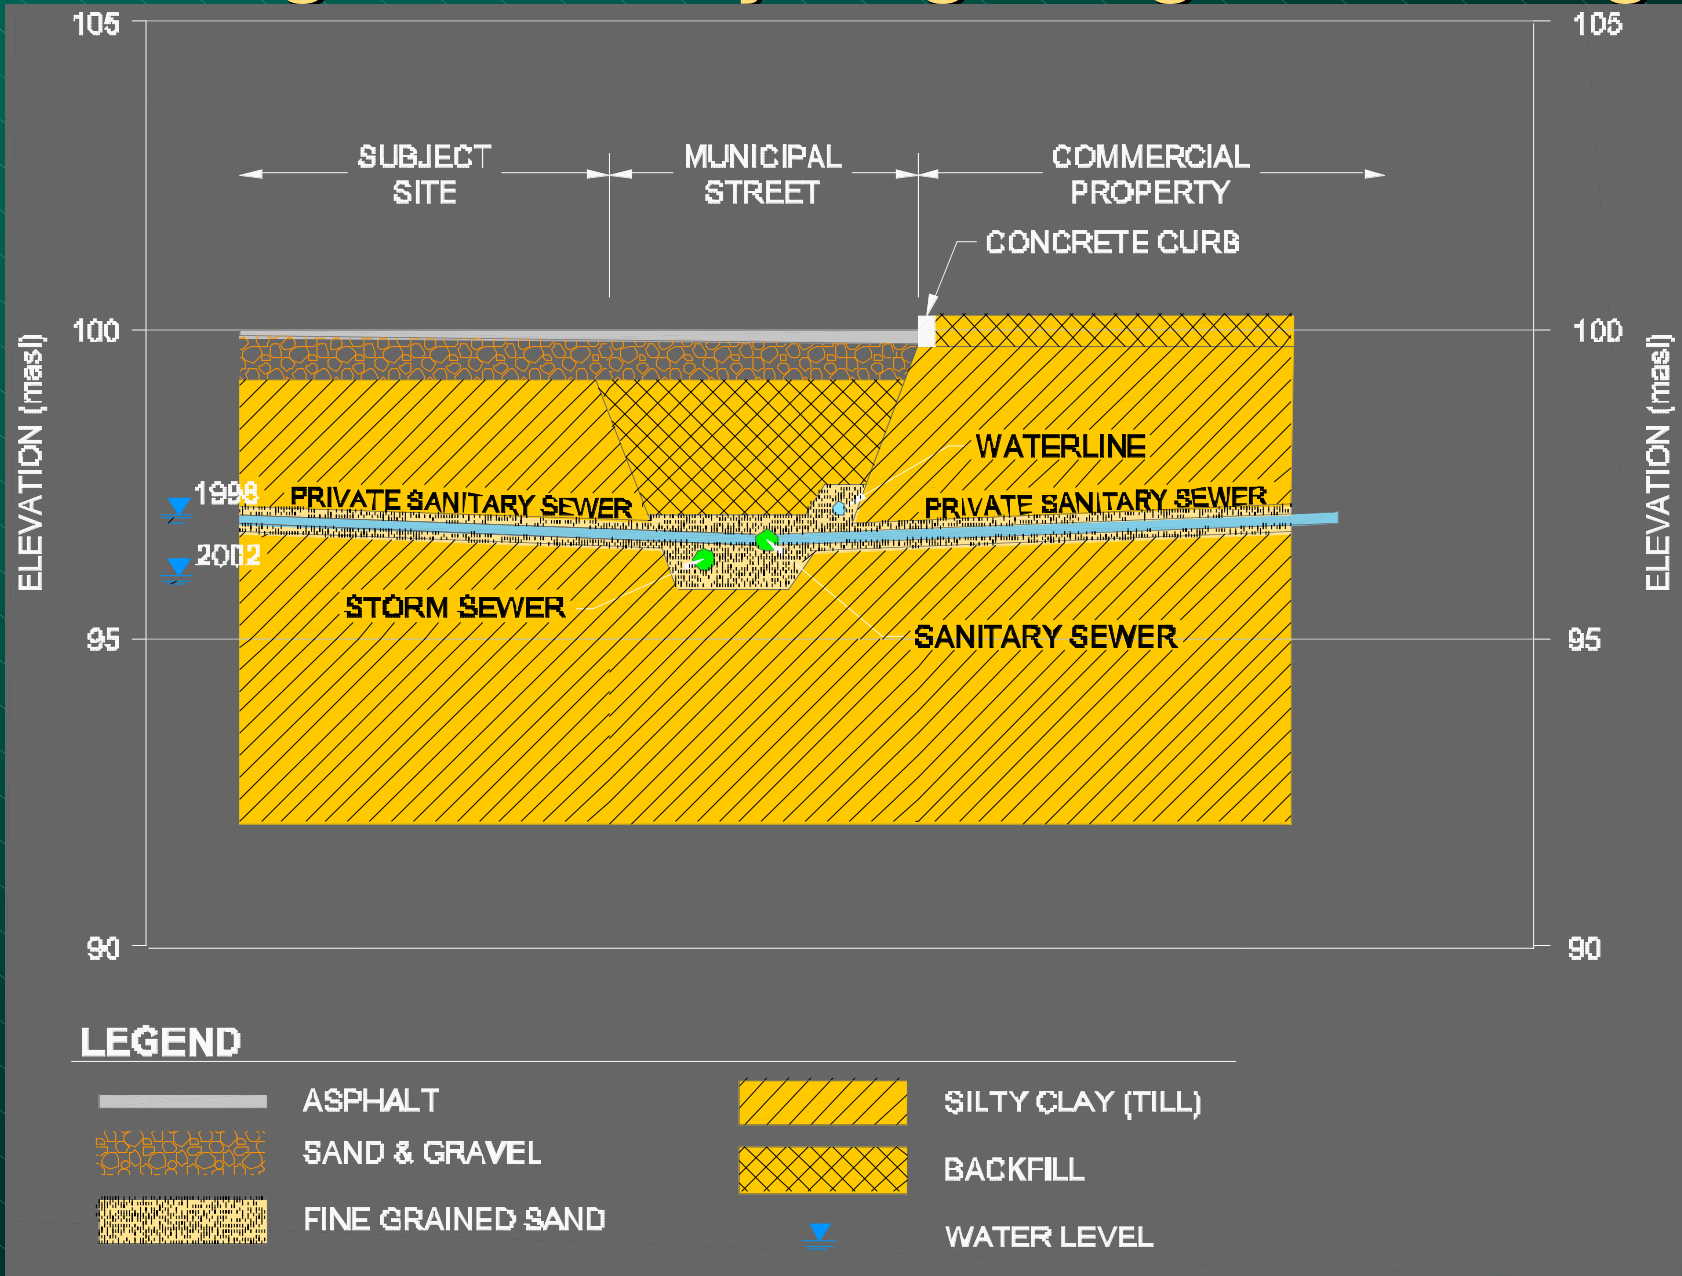 105
105
SUBJECT
SITE
MUNICIPAL
STREET
COMMERCIAL
PROPERTY
CONCRETE CURB
100
100
ELEVATION (masl)
ELEVATION (masl)
WATERLINE
1998
PRIVATE SANITARY SEWER
PRIVATE SANITARY SEWER
2002
STORM SEWER
SANITARY SEWER
95
95
90
90
LEGEND
ASPHALT
SAND & GRAVEL
FINE GRAINED SAND
SILTY CLAY (TILL)
BACKFILL
WATER LEVEL